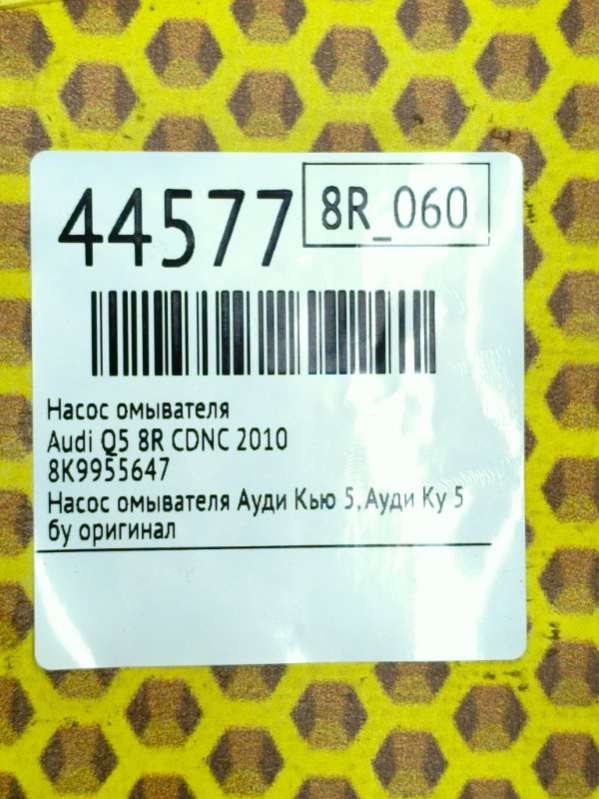 44577
8R_060
Насос омывателя
Audi Q5 8R CDNC 2010
8K9955647
Насос омывателя Ауди Кью 5, Ауди Ку 5
бу оригинал